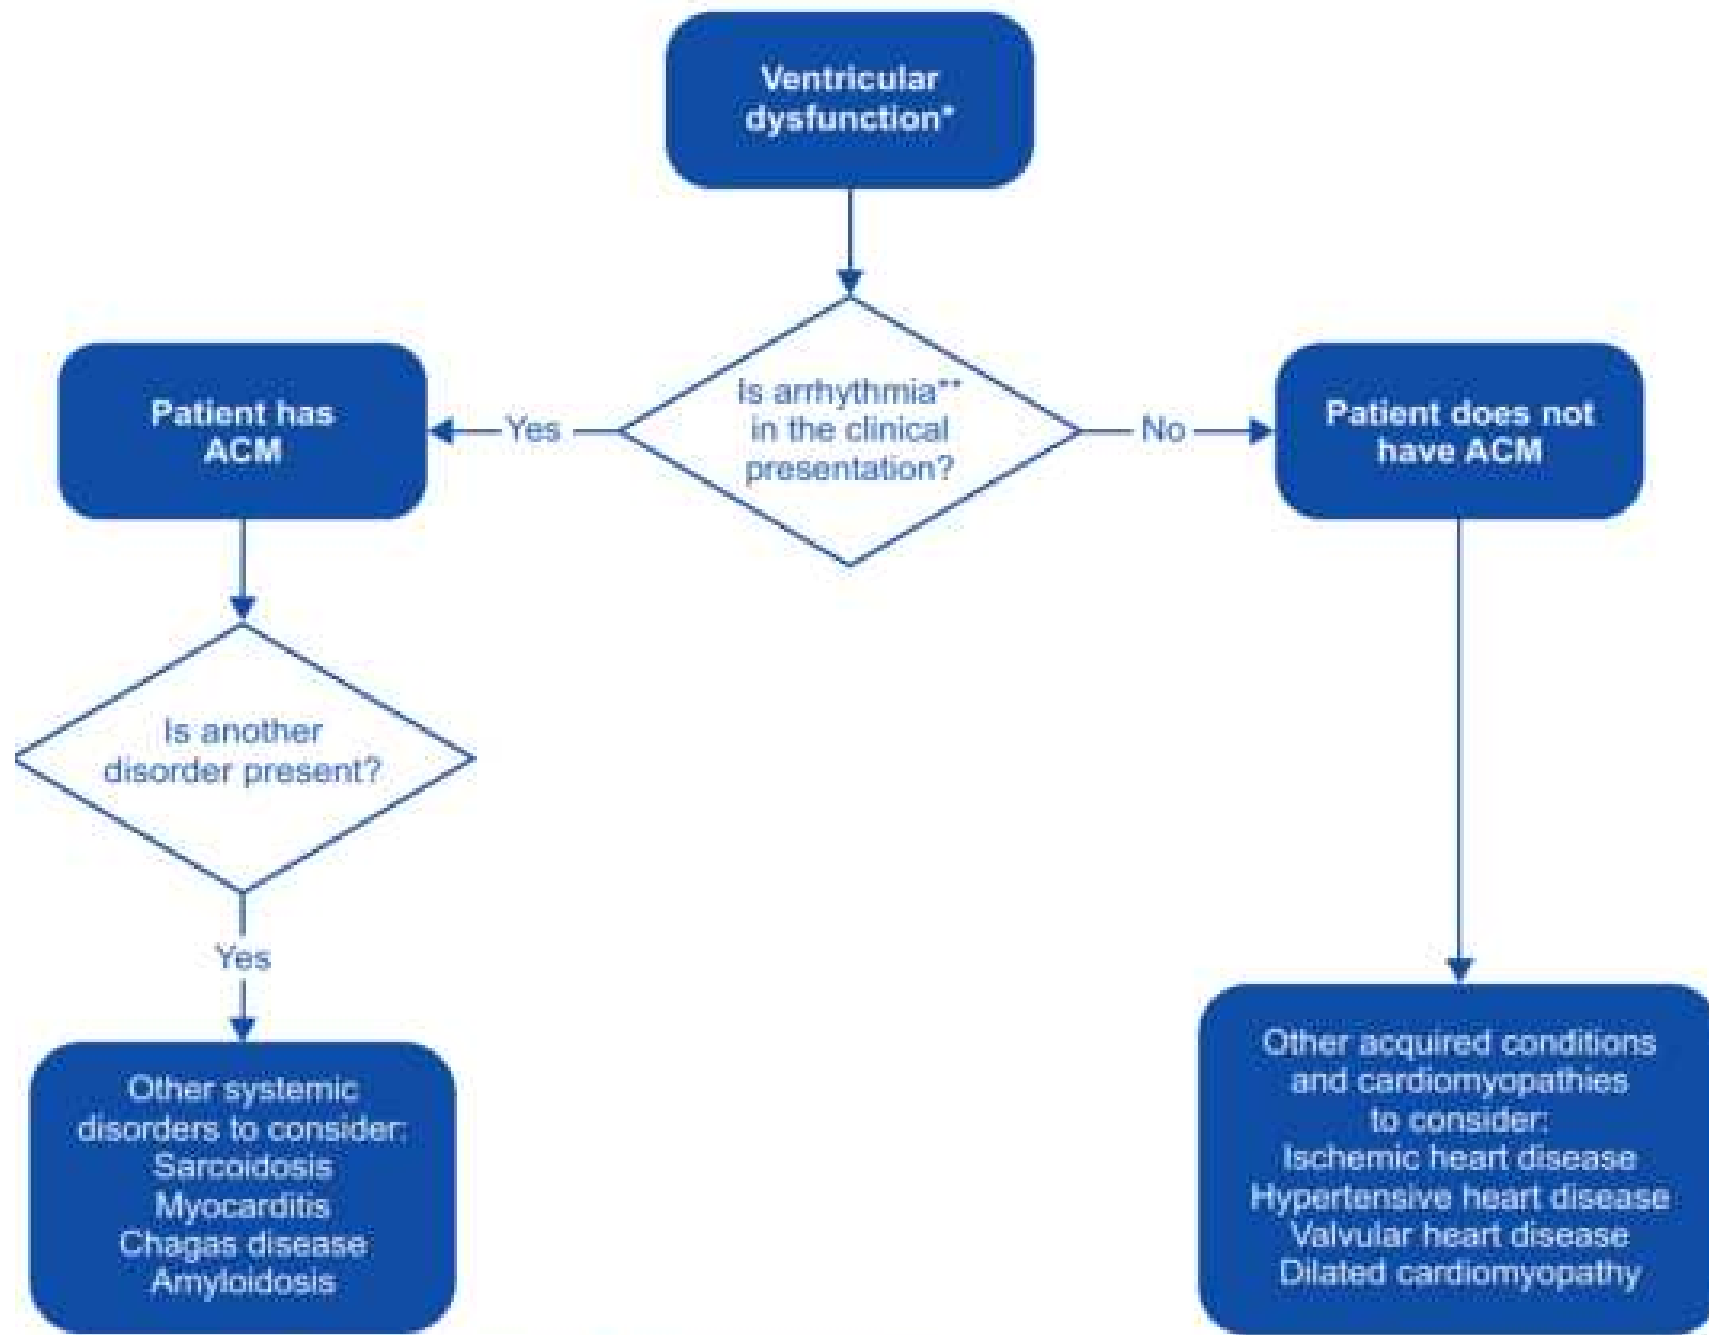 Ventricular
dysfunction*
Is arrhythmia**
in the clinical
presentation?
Yes
No
Patient has
ACM
Patient does not
have ACM
Is another
disorder present?
Yes
Other systemic
disorders to consider:
Sarcoidosis
Myocarditis
Chagas disease
Amyloidosis
Other acquired conditions
and cardiomyopathies
to consider:
Ischemic heart disease
Hypertensive heart disease
Valvular heart disease
Dilated cardiomyopathy